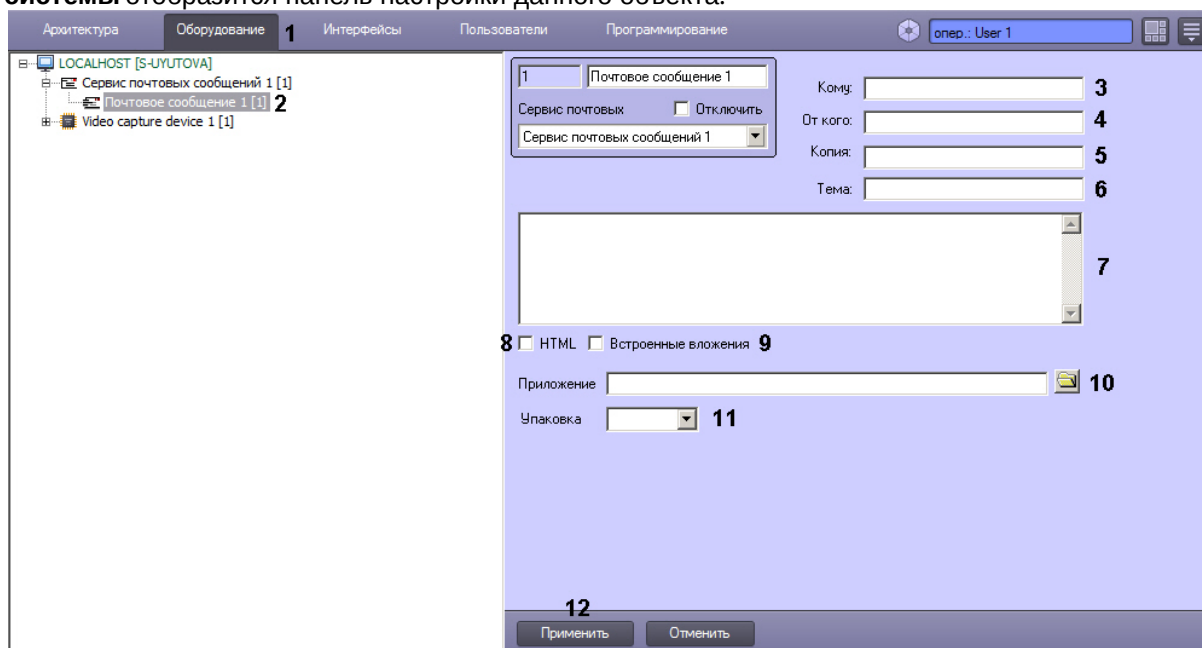 системы отобразится панель настройки данного объекта.
Архитектура Оборудование 1 Интерфейсы Пользователи Программирование опер.: User 1
LOCALHOST [S-UYUTOVA]
Сервис почтовых сообщений 1 [1]
Почтовое сообщение 1 [1] 2
Video capture device 1 [1]
1 Почтовое сообщение 1
Сервис почтовых Отключить
Сервис почтовых сообщений 1
Кому: 3
От кого: 4
Копия: 5
Тема: 6
7
8 HTML Встроенные вложения 9
Приложение 10
Упаковка 11
12
Применить Отменить